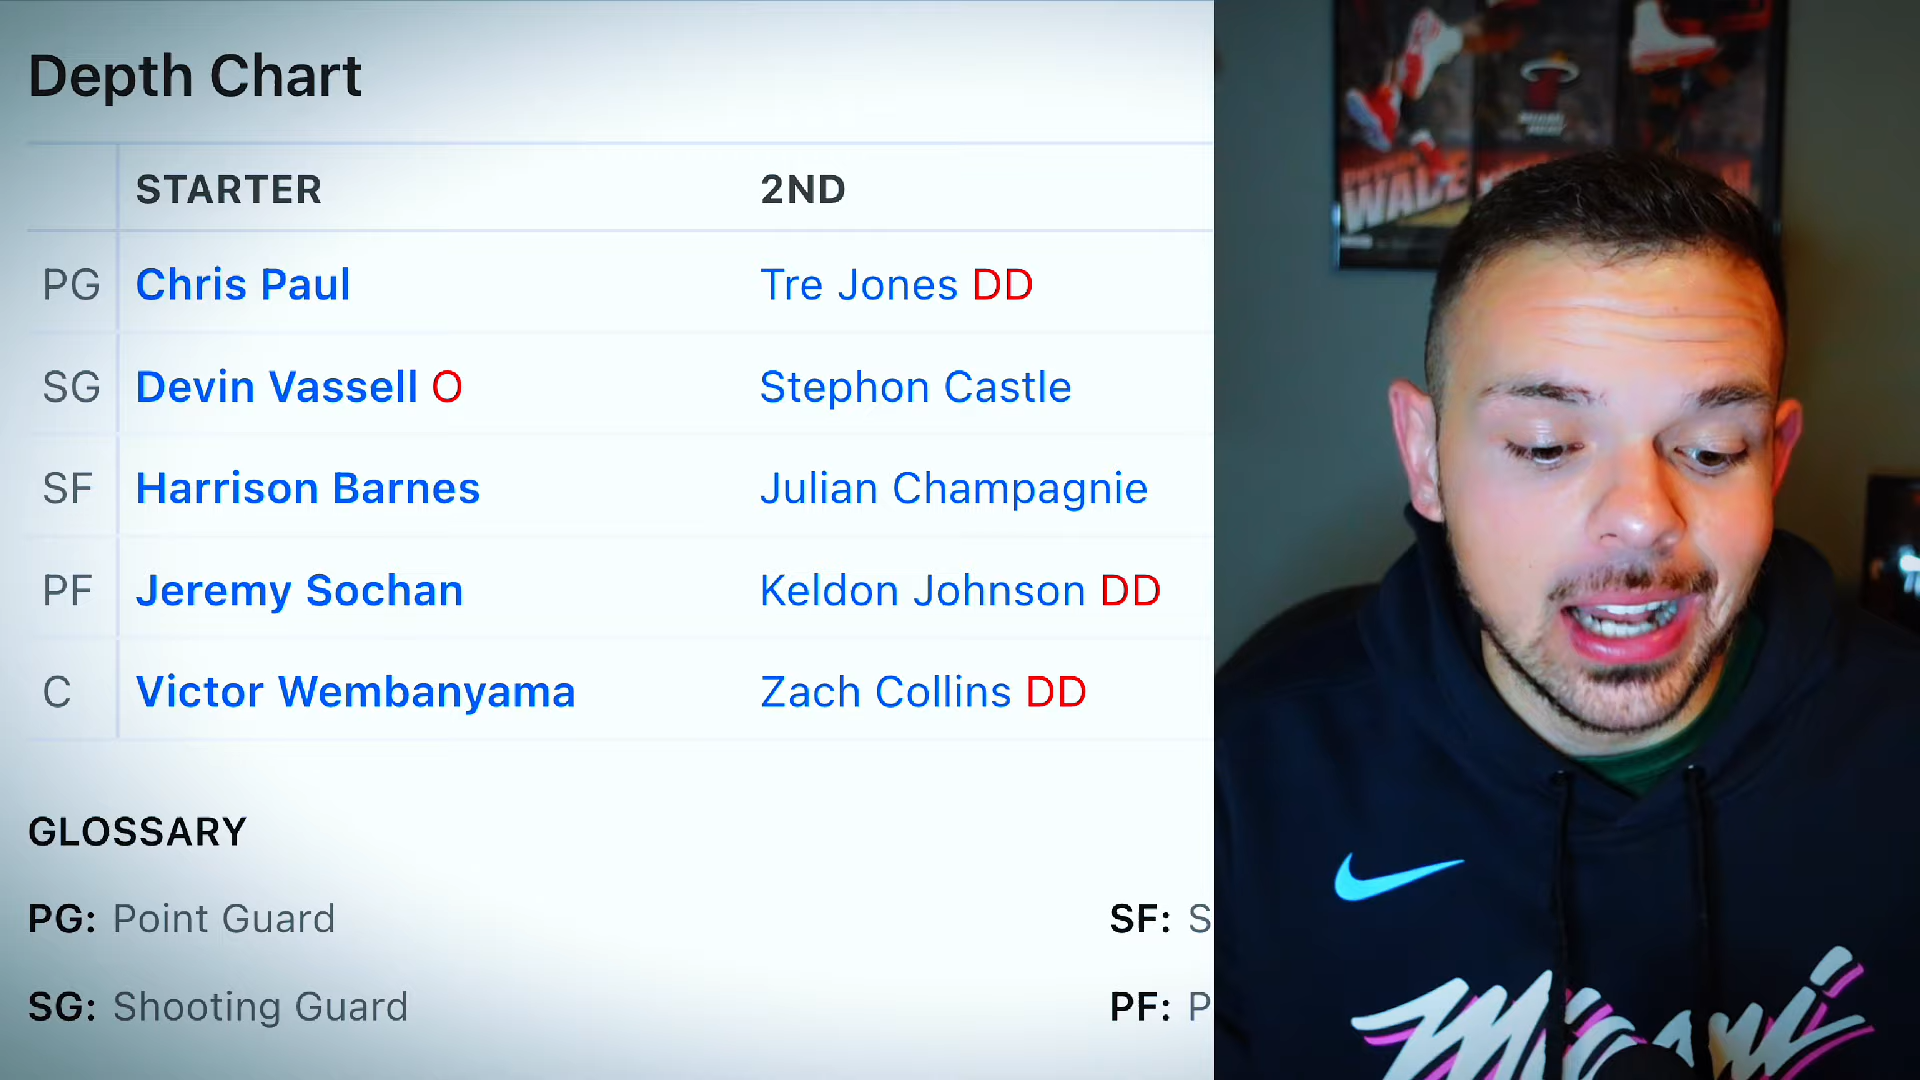 Depth Chart
STARTER 2ND
PG Chris Paul Tre Jones DD
SG Devin Vassell O Stephon Castle
SF Harrison Barnes Julian Champagnie
PF Jeremy Sochan Keldon Johnson DD
C Victor Wembanyama Zach Collins DD
GLOSSARY
PG: Point Guard SF: S
SG: Shooting Guard PF: P
WADE
Miami